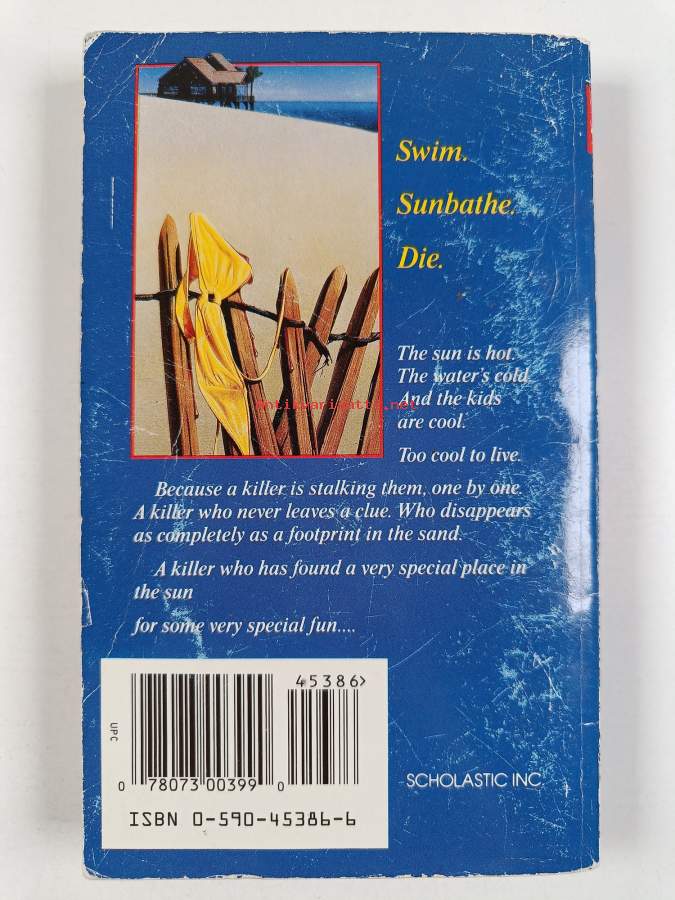 Swim.
Sunbathe.
Die.
The sun is hot.
The water's cold.
And the kids
are cool.
Too cool to live.
Because a killer is stalking them, one by one.
A killer who never leaves a clue. Who disappears
as completely as a footprint in the sand.
A killer who has found a very special place in
the sun
for some very special fun....
Antikvariaatti.net
45386>
UPC
0 78073 00399 0
ISBN 0-590-45386-6
SCHOLASTIC INC